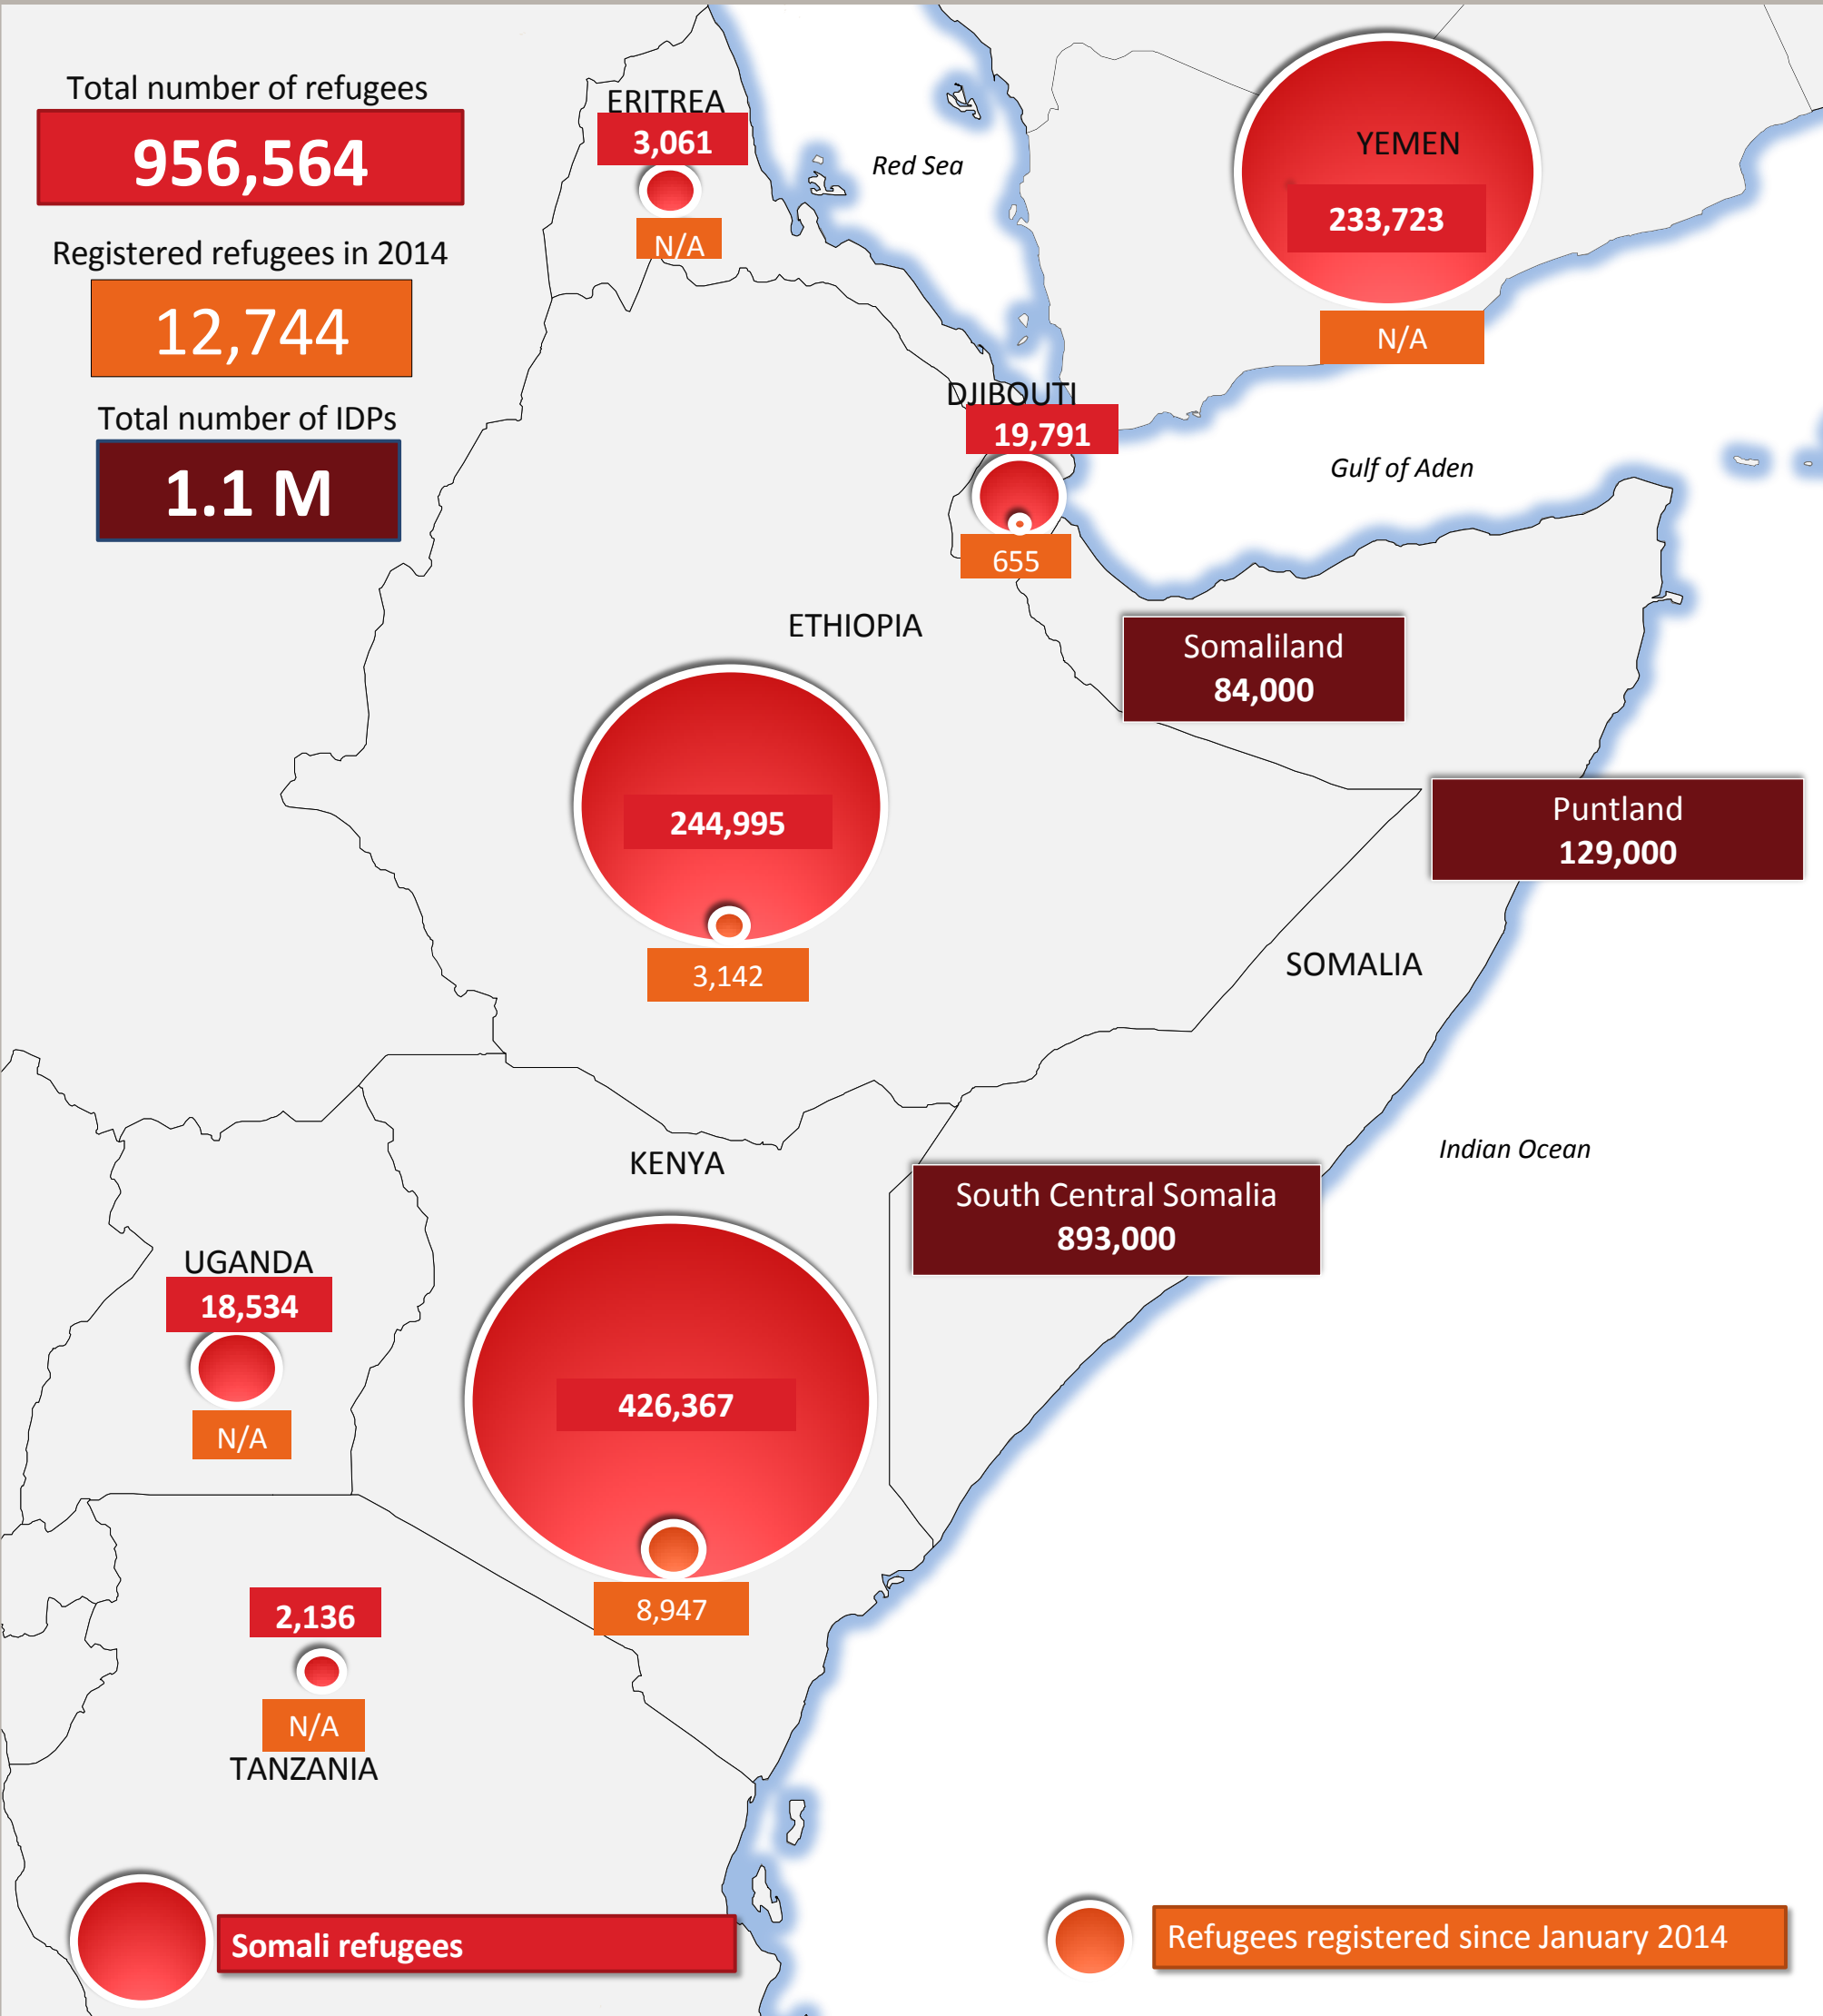 Total number of refugees
956,564
Registered refugees in 2014
12,744
Total number of IDPs
1.1 M
ERITREA
3,061
N/A
Red Sea
YEMEN
233,723
N/A
DJIBOUTI
19,791
655
Gulf of Aden
ETHIOPIA
244,995
3,142
Somaliland
84,000
Puntland
129,000
SOMALIA
Indian Ocean
KENYA
426,367
8,947
South Central Somalia
893,000
UGANDA
18,534
N/A
2,136
N/A
TANZANIA
Somali refugees
Refugees registered since January 2014